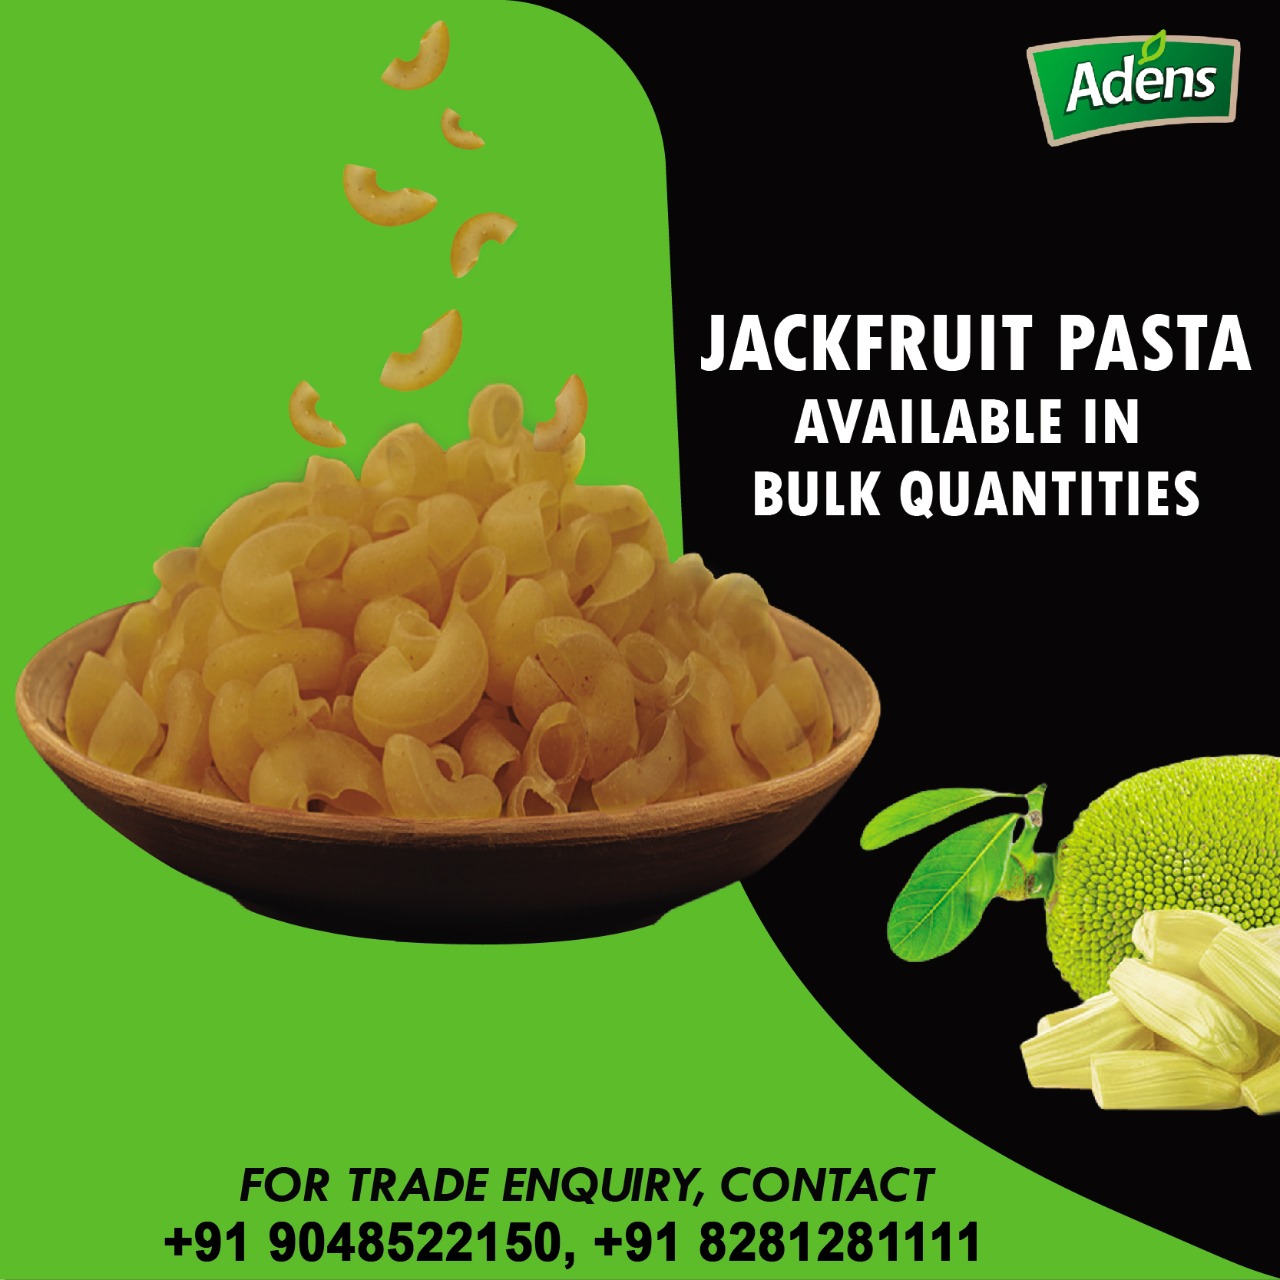 Adens
JACKFRUIT PASTA
AVAILABLE IN
BULK QUANTITIES
FOR TRADE ENQUIRY, CONTACT
+91 9048522150, +91 8281281111